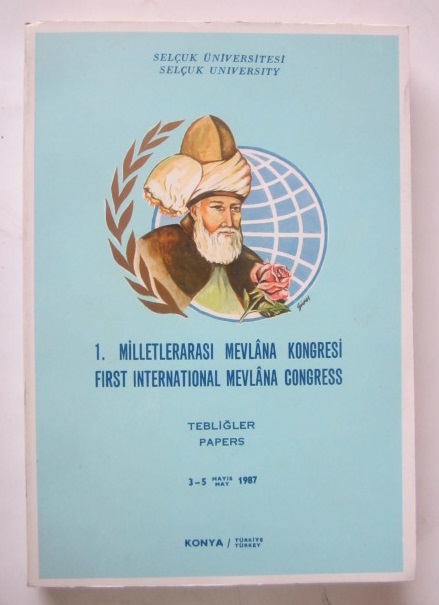 SELÇUK ÜNİVERSİTESİ
SELÇUK UNIVERSITY
1. MİLLETLERARASI MEVLÂNA KONGRESİ
FIRST INTERNATIONAL MEVLÂNA CONGRESS
TEBLİĞLER
PAPERS
3-5 MAYIS 1987
MAY
KONYA / TÜRKİYE
TURKEY